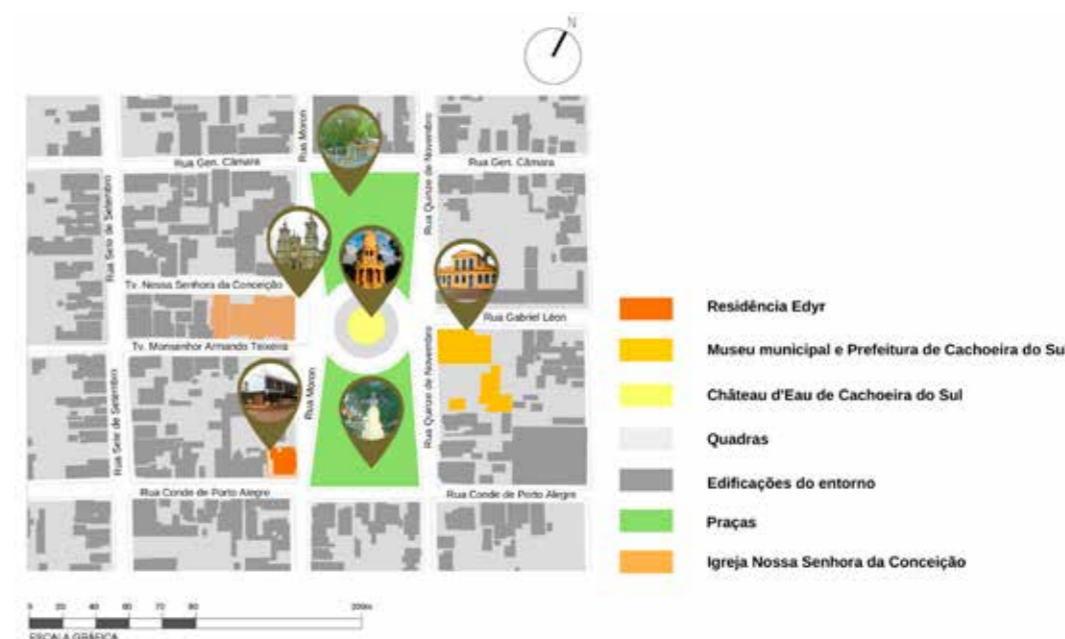 N
Rua Moron
Rua Quinze de Novembro
Rua Gen. Câmara
Rua Gen. Câmara
Rua Sete de Setembro
Tv. Nossa Senhora da Conceição
Rua Gabriel Léon
Tv. Monsenhor Armando Teixeira
Rua Sete de Setembro
Rua Moron
Rua Quinze de Novembro
Rua Conde de Porto Alegre
Rua Conde de Porto Alegre
Residência Edyr
Museu municipal e Prefeitura de Cachoeira do Su
Château d'Eau de Cachoeira do Sul
Quadras
Edificações do entorno
Praças
Igreja Nossa Senhora da Conceição
0 20 40 60 70 80 200m
ESCALA GRÁFICA